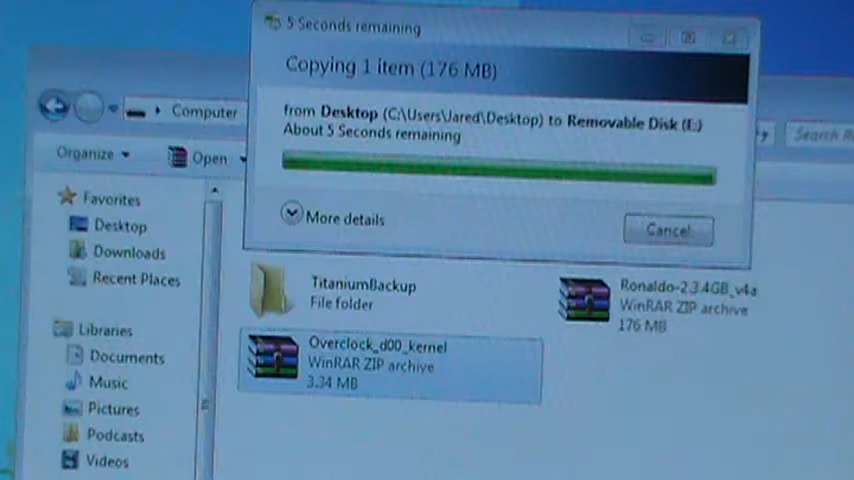 5 Seconds remaining
Copying 1 item (176 MB)
from Desktop (C:\Users\Jared\Desktop) to Removable Disk (E:)
About 5 Seconds remaining
More details
Cancel
Computer
Search
Organize
Open
Favorites
Desktop
Downloads
Recent Places
Libraries
Documents
Music
Pictures
Podcasts
Videos
TitaniumBackup
File folder
Ronaldo-2.3.4GB_v4a
WinRAR ZIP archive
176 MB
Overclock_d00_kernel
WinRAR ZIP archive
3.34 MB